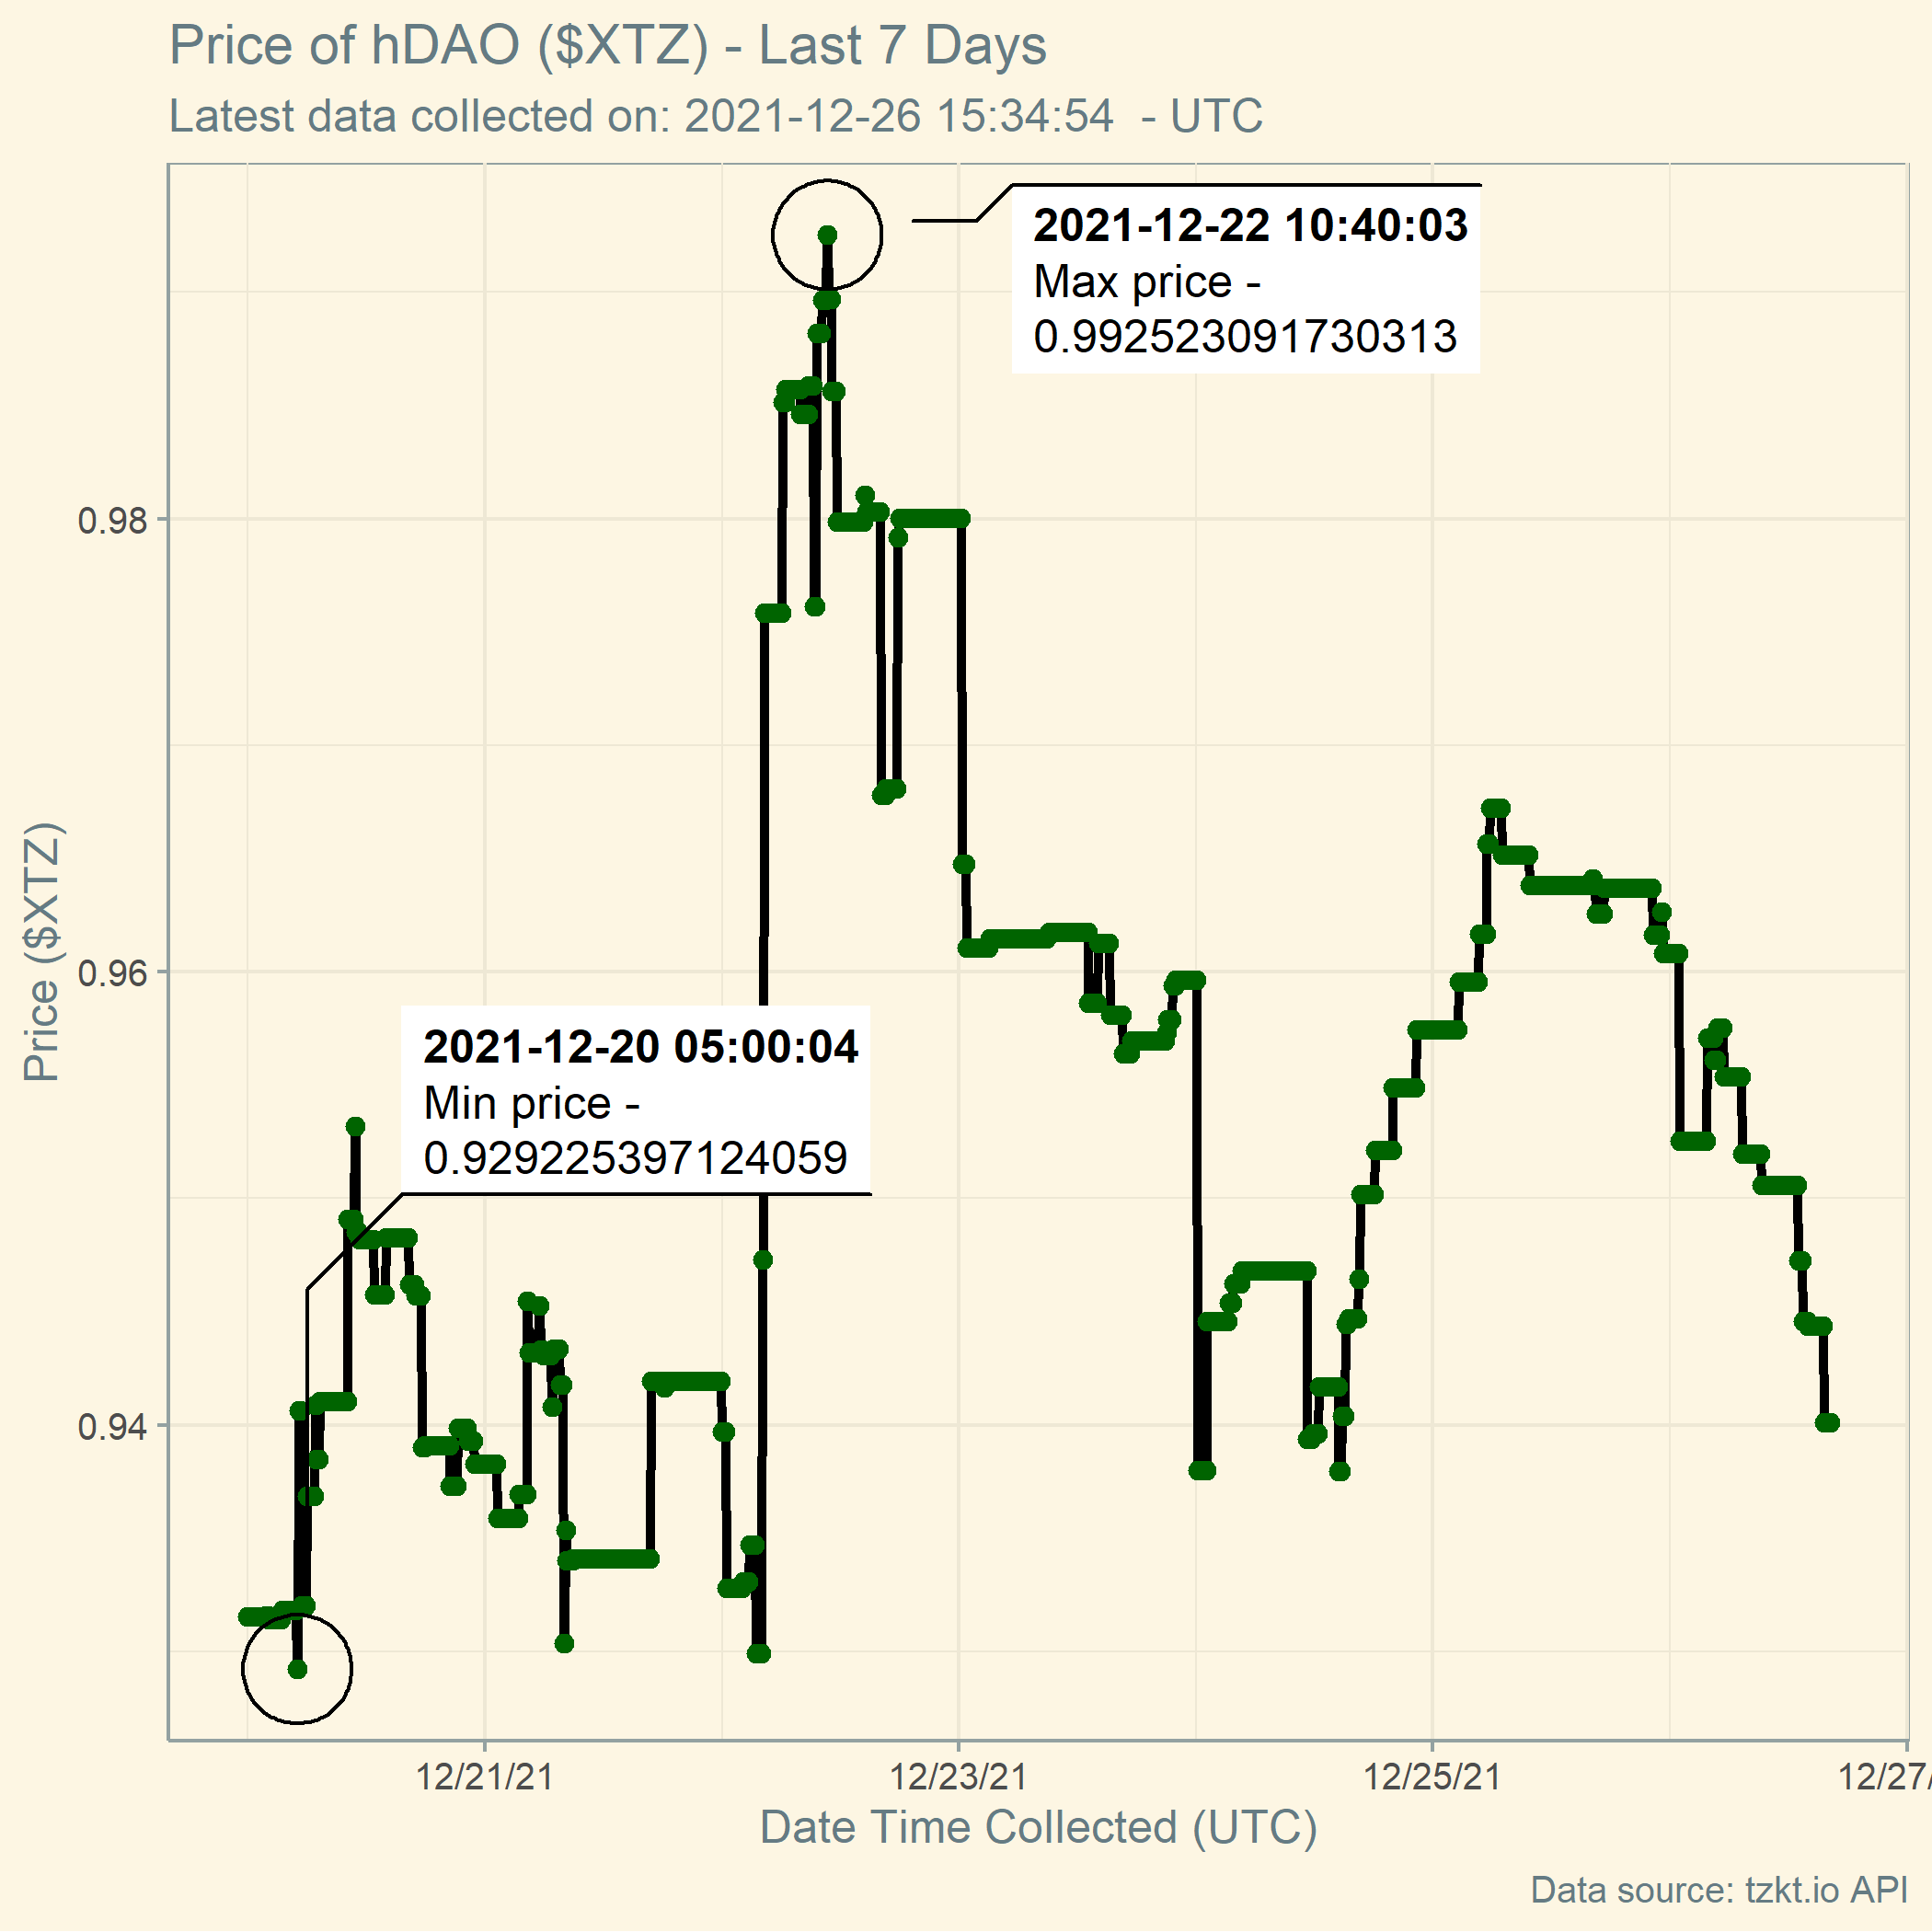 Price of hDAO ($XTZ) - Last 7 Days
Latest data collected on: 2021-12-26 15:34:54  - UTC
2021-12-22 10:40:03
Max price -
0.992523091730313
0.98
0.96
0.94
Price ($XTZ)
2021-12-20 05:00:04
Min price -
0.929225397124059
12/21/21
12/23/21
12/25/21
12/27/
Date Time Collected (UTC)
Data source: tzkt.io API